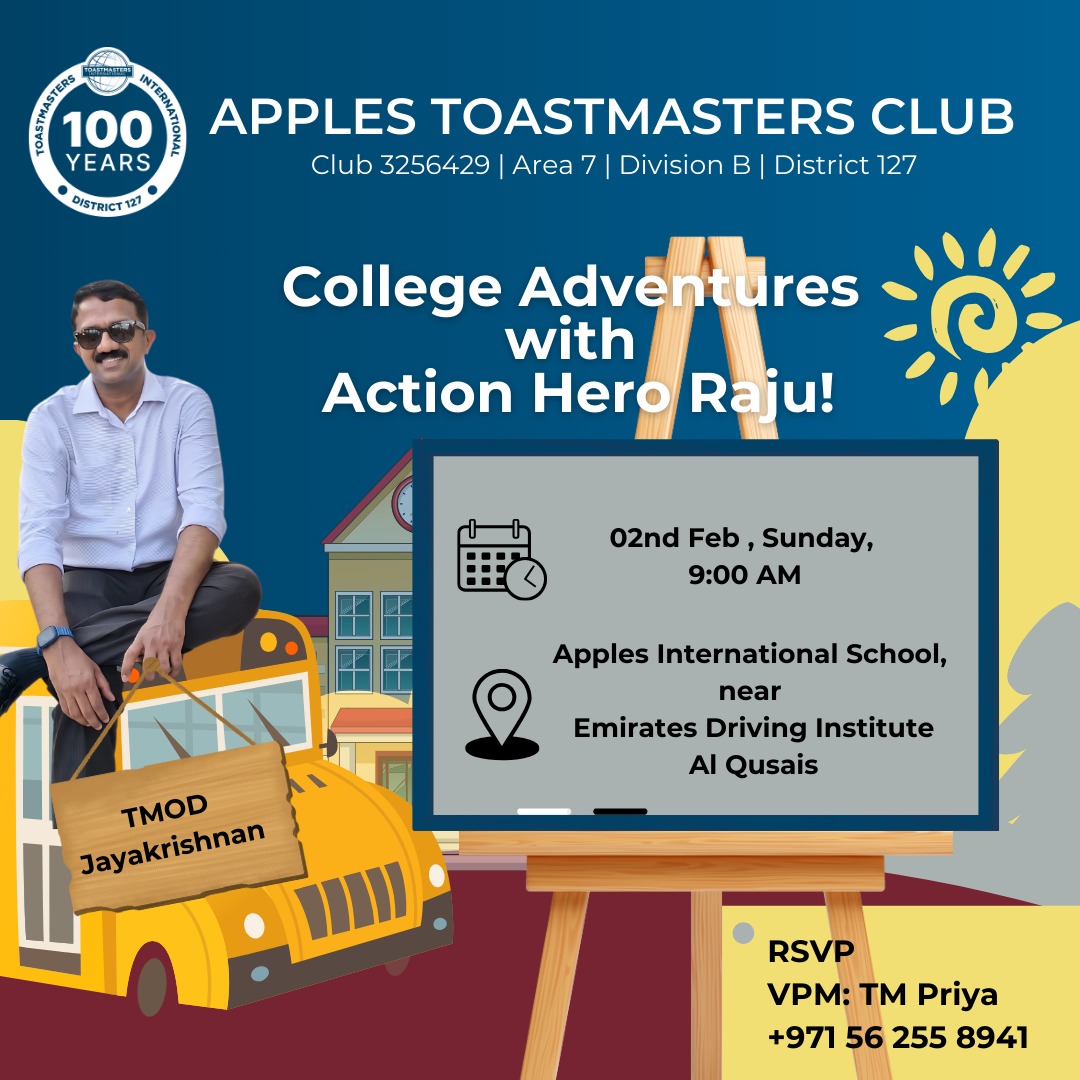 TOASTMASTERS INTERNATIONAL
TOASTMASTERS INTERNATIONAL
100
YEARS
DISTRICT 127
APPLES TOASTMASTERS CLUB
Club 3256429 | Area 7 | Division B | District 127
College Adventures
with
Action Hero Raju!
02nd Feb , Sunday,
9:00 AM
Apples International School,
near
Emirates Driving Institute
Al Qusais
TMOD
Jayakrishnan
RSVP
VPM: TM Priya
+971 56 255 8941